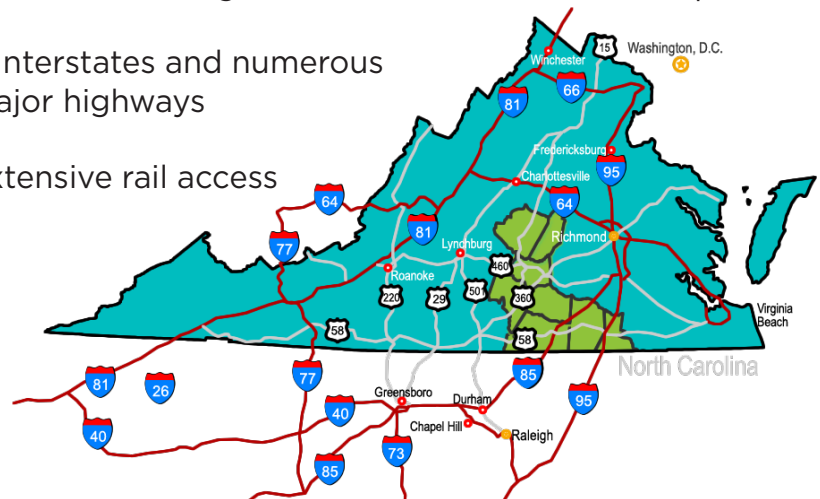 Interstates and numerous
ajor highways
xtensive rail access
15
Washington, D.C.
Winchester
66
81
Fredericksburg
95
Charlottesville
64
64
81
77
Lynchburg
Richmond
460
Roanoke
220
29
501
360
Virginia
Beach
58
58
North Carolina
81
26
77
85
95
40
Greensboro
Durham
40
Chapel Hill
Raleigh
73
85